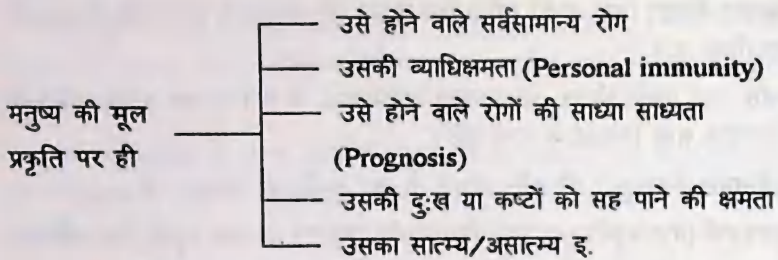 मनुष्य की मूल
प्रकृति पर ही
उसे होने वाले सर्वसामान्य रोग
उसकी व्याधिक्षमता (Personal immunity)
उसे होने वाले रोगों की साध्या साध्यता
(Prognosis)
उसकी दु:ख या कष्टों को सह पाने की क्षमता
उसका सात्म्य/असात्म्य इ.